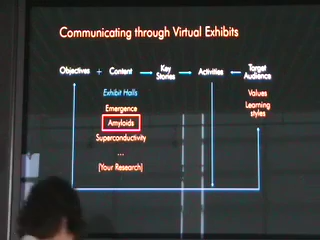 Communicating through Virtual Exhibits
Objectives + Content Key Stories Activities Target Audience
Exhibit Halls
Values
Emergence
Learning styles
Amyloids
Superconductivity
...
[Your Research]